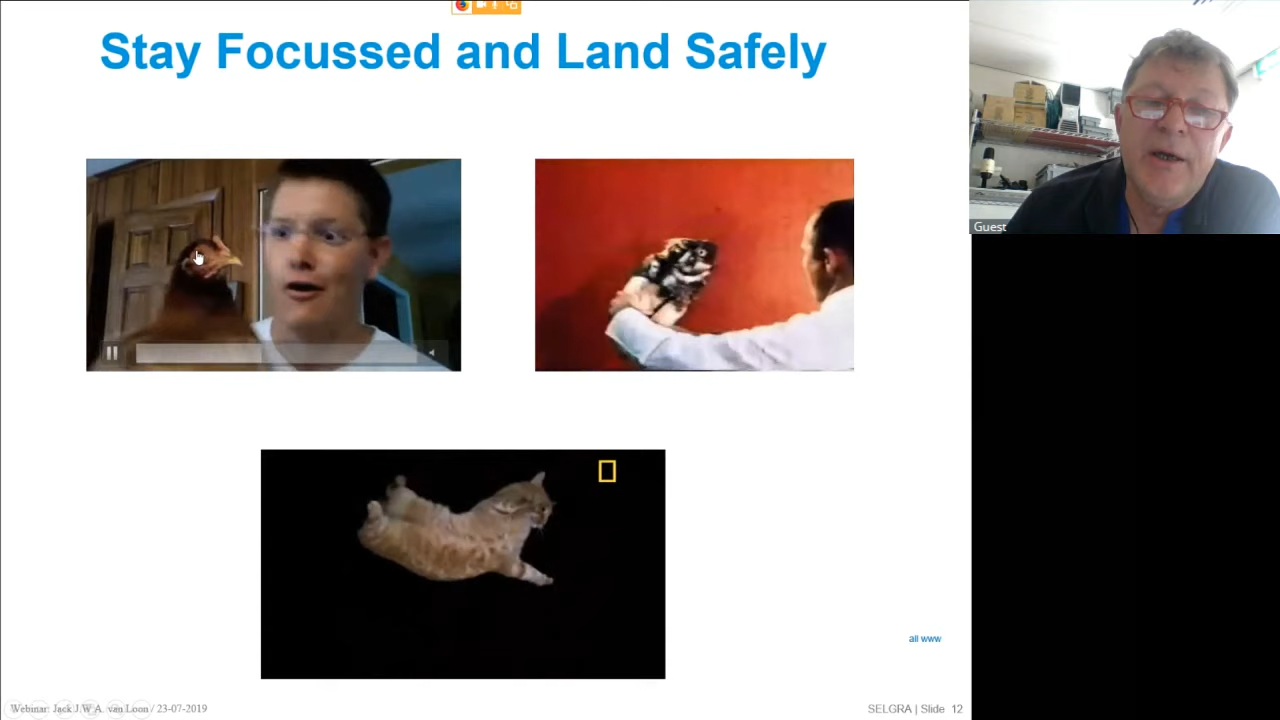 Stay Focussed and Land Safely
Guest
all www
Webinar: Jack J.W.A. van Loon / 23-07-2019
SELGRA | Slide 12